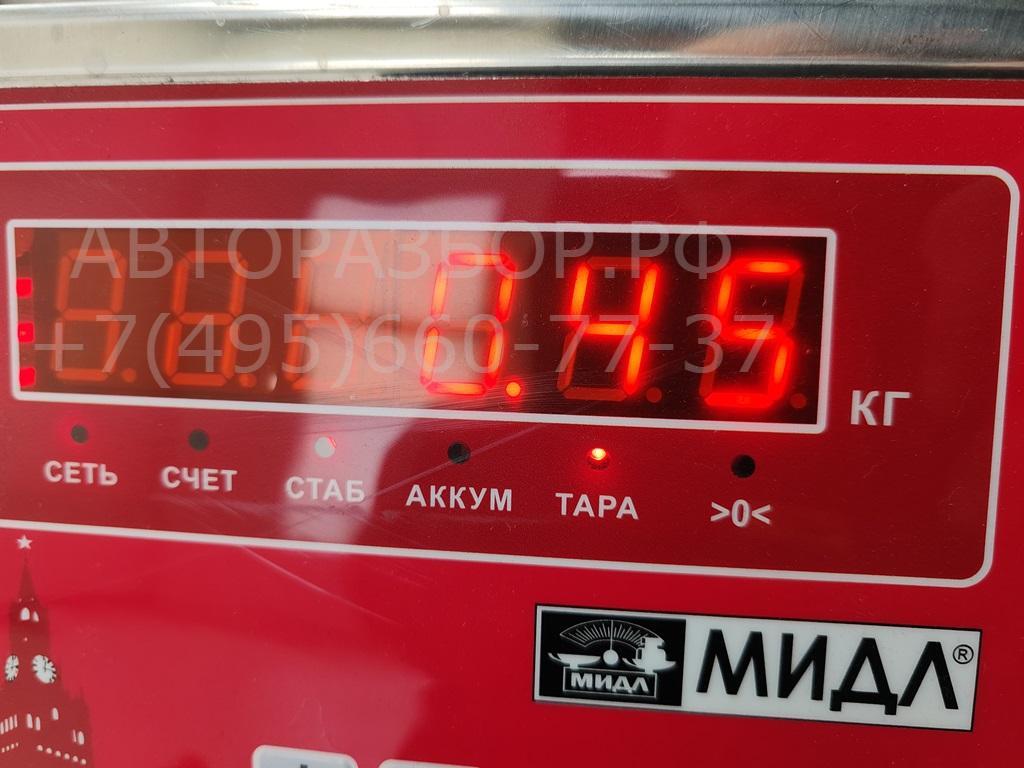 АВТОРАЗБОР.РФ
+7(495)660-77-37
0.45
КГ
СЕТЬ СЧЕТ СТАБ АККУМ ТАРА >0<
МИДЛ МИДЛ®